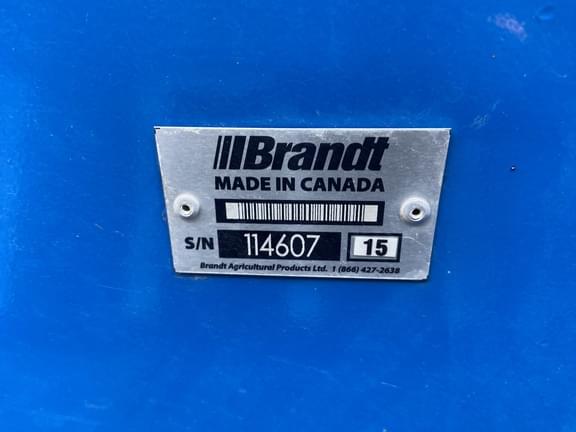 Brandt
MADE IN CANADA
S/N 114607 15
Brandt Agricultural Products Ltd. 1 (866) 427-2638